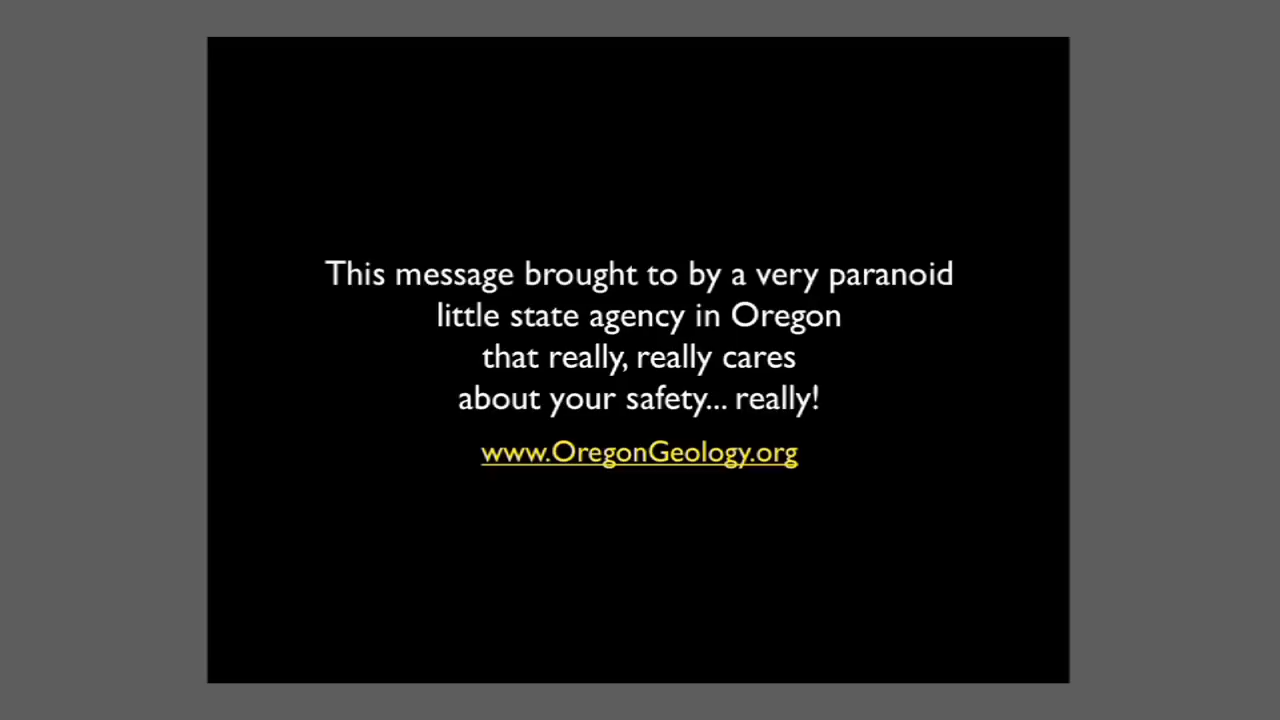 This message brought to by a very paranoid
little state agency in Oregon
that really, really cares
about your safety... really!
www.OregonGeology.org